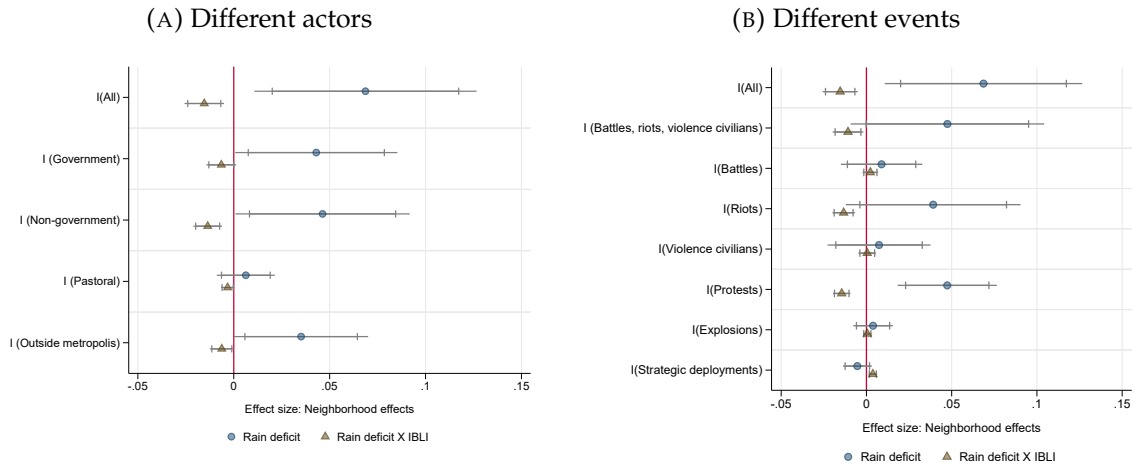 (A) Different actors
I(All)
I (Government)
I (Non-government)
I (Pastoral)
I (Outside metropolis)
-.05 0 .05 .1 .15
Effect size: Neighborhood effects
Rain deficit Rain deficit X IBLI
(B) Different events
I(All)
I (Battles, riots, violence civilians)
I(Battles)
I(Riots)
I(Violence civilians)
I(Protests)
I(Explosions)
I(Strategic deployments)
-.05 0 .05 .1 .15
Effect size: Neighborhood effects
Rain deficit Rain deficit X IBLI